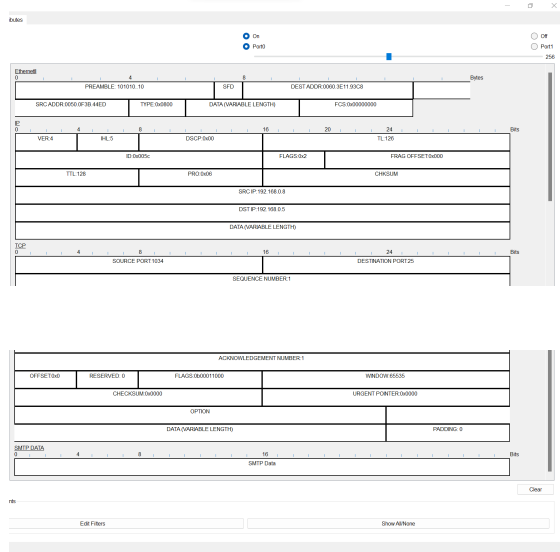 butes
On
Off
Port0
Port1
256
EthernetII
0 4 8 Bytes
PREAMBLE: 101010..10 SFD DEST ADDR:0060.3E11.93C8
SRC ADDR:0050.0F3B.44ED TYPE:0x0800 DATA (VARIABLE LENGTH) FCS:0x00000000
IP
0 4 8 16 20 24 Bits
VER:4 IHL:5 DSCP:0x00 TL:126
ID:0x005c FLAGS:0x2 FRAG OFFSET:0x000
TTL:128 PRO:0x06 CHKSUM
SRC IP:192.168.0.8
DST IP:192.168.0.5
DATA (VARIABLE LENGTH)
TCP
0 4 8 16 24 Bits
SOURCE PORT:1034 DESTINATION PORT:25
SEQUENCE NUMBER:1
ACKNOWLEDGEMENT NUMBER:1
OFFSET:0x0 RESERVED: 0 FLAGS:0b00011000 WINDOW:65535
CHECKSUM:0x0000 URGENT POINTER:0x0000
OPTION
DATA (VARIABLE LENGTH) PADDING: 0
SMTP DATA
0 4 8 16 24 Bits
SMTP Data
Clear
nts
Edit Filters Show All/None